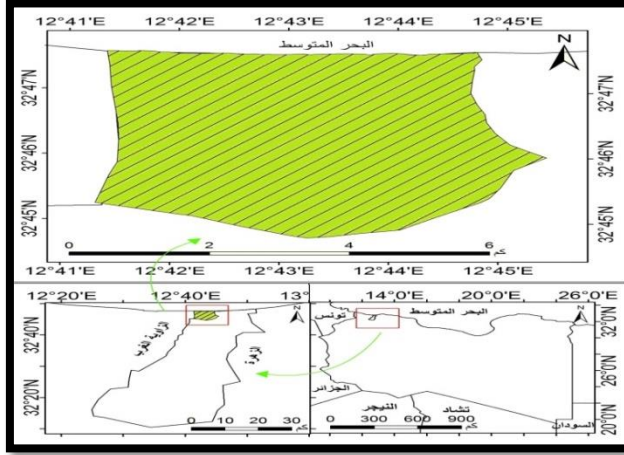 12°41'E 12°42'E 12°43'E 12°44'E 12°45'E
البحر المتوسط
N
32°47'N 32°47'N
32°46'N 32°46'N
32°45'N 32°45'N
0 2 4 6
كم
12°41'E 12°42'E 12°43'E 12°44'E 12°45'E
12°20'E 12°40'E 13°
N
32°40'N
32°20'N
الزاوية الغرب
الزهرة
0 10 20 30
كم
14°0'E 20°0'E 26°0'E
N
البحر المتوسط
تونس
الجزائر
النيجر
تشاد
السودان
32°0'N
26°0'N
20°0'N
0 300 600 900
كم